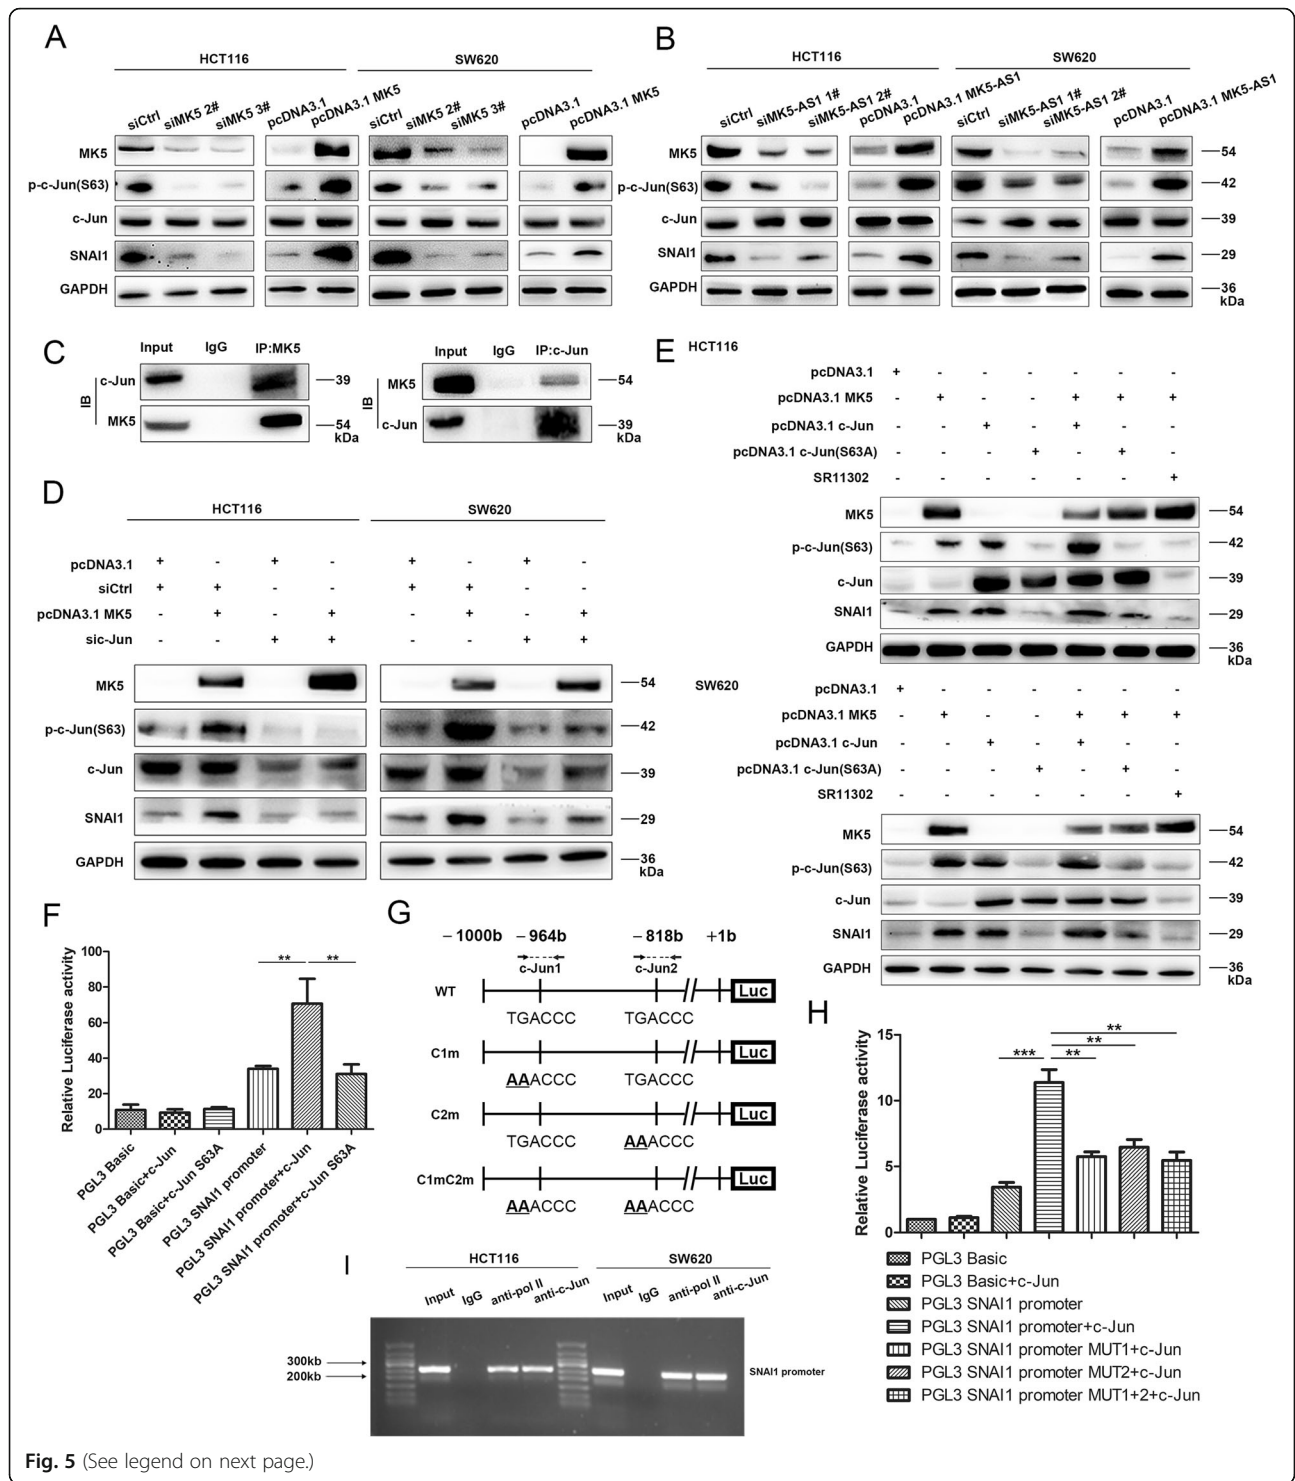 A
HCT116 SW620
siCtrl siMK5 2# siMK5 3# pcDNA3.1 pcDNA3.1 MK5 siCtrl siMK5 2# siMK5 3# pcDNA3.1 pcDNA3.1 MK5
MK5
p-c-Jun(S63)
c-Jun
SNAI1
GAPDH
B
HCT116 SW620
siCtrl siMK5-AS1 1# siMK5-AS1 2# pcDNA3.1 pcDNA3.1 MK5-AS1 siCtrl siMK5-AS1 1# siMK5-AS1 2# pcDNA3.1 pcDNA3.1 MK5-AS1
MK5 54
p-c-Jun(S63) 42
c-Jun 39
SNAI1 29
GAPDH 36
kDa
C
Input IgG IP:MK5
IB
c-Jun 39
MK5 54
kDa
Input IgG IP:c-Jun
IB
MK5 54
c-Jun 39
kDa
D
HCT116 SW620
pcDNA3.1 + - + - + - + -
siCtrl + + - - + + - -
pcDNA3.1 MK5 - + - + - + - +
sic-Jun - - + + - - + +
MK5 54
p-c-Jun(S63) 42
c-Jun 39
SNAI1 29
GAPDH 36
kDa
E HCT116
pcDNA3.1 + - - - - - -
pcDNA3.1 MK5 - + - - + + +
pcDNA3.1 c-Jun - - + - + - -
pcDNA3.1 c-Jun(S63A) - - - + - + -
SR11302 - - - - - - +
MK5 54
p-c-Jun(S63) 42
c-Jun 39
SNAI1 29
GAPDH 36
kDa
SW620
pcDNA3.1 + - - - - - -
pcDNA3.1 MK5 - + - - + + +
pcDNA3.1 c-Jun - - + - + - -
pcDNA3.1 c-Jun(S63A) - - - + - + -
SR11302 - - - - - - +
MK5 54
p-c-Jun(S63) 42
c-Jun 39
SNAI1 29
GAPDH 36
kDa
F
Relative Luciferase activity
100
80
60
40
20
0
** **
PGL3 Basic
PGL3 Basic+c-Jun
PGL3 Basic+c-Jun S63A
PGL3 SNAI1 promoter
PGL3 SNAI1 promoter+c-Jun
PGL3 SNAI1 promoter+c-Jun S63A
G
−1000b −964b −818b +1b
c-Jun1 c-Jun2
WT Luc
TGACCC TGACCC
C1m Luc
AAACCC TGACCC
C2m Luc
TGACCC AAACCC
C1mC2m Luc
AAACCC AAACCC
H
Relative Luciferase activity
15
10
5
0
**
**
*** **
PGL3 Basic
PGL3 Basic+c-Jun
PGL3 SNAI1 promoter
PGL3 SNAI1 promoter+c-Jun
PGL3 SNAI1 promoter MUT1+c-Jun
PGL3 SNAI1 promoter MUT2+c-Jun
PGL3 SNAI1 promoter MUT1+2+c-Jun
I
HCT116 SW620
Input IgG anti-pol II anti-c-Jun Input IgG anti-pol II anti-c-Jun
300kb
200kb
SNAI1 promoter
Fig. 5 (See legend on next page.)